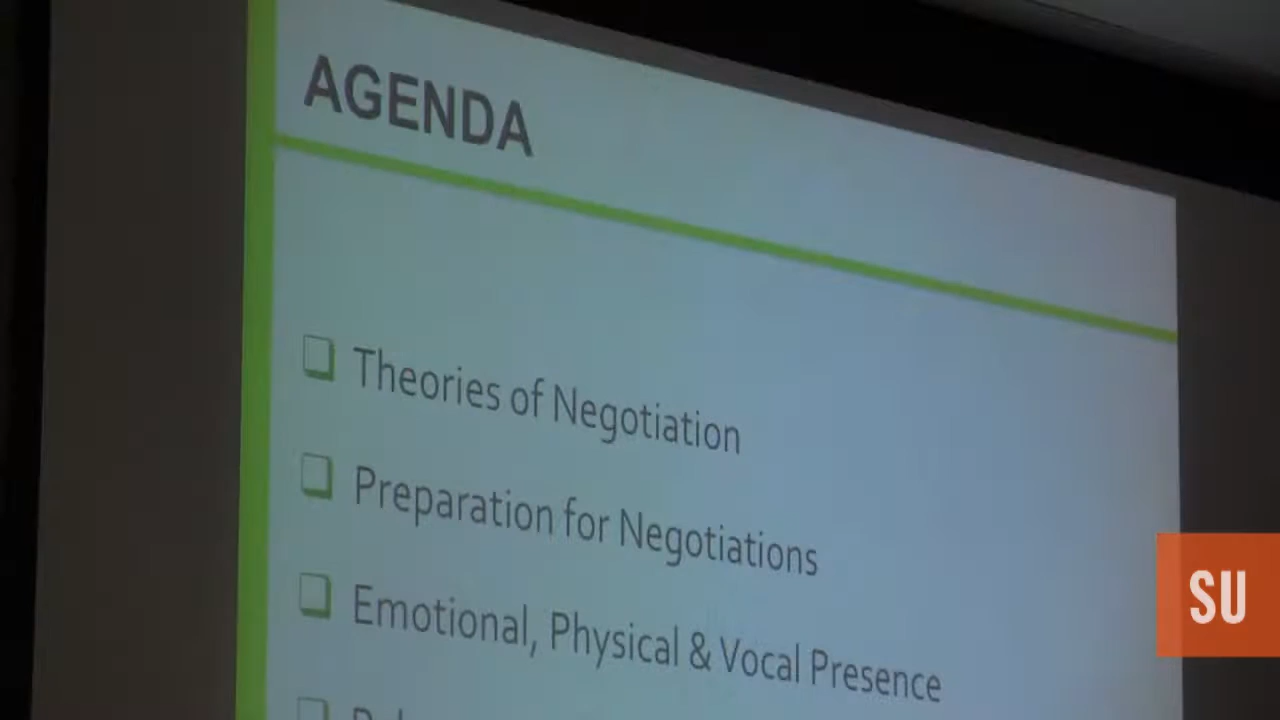 AGENDA
❑ Theories of Negotiation
❑ Preparation for Negotiations
❑ Emotional, Physical & Vocal Presence
SU